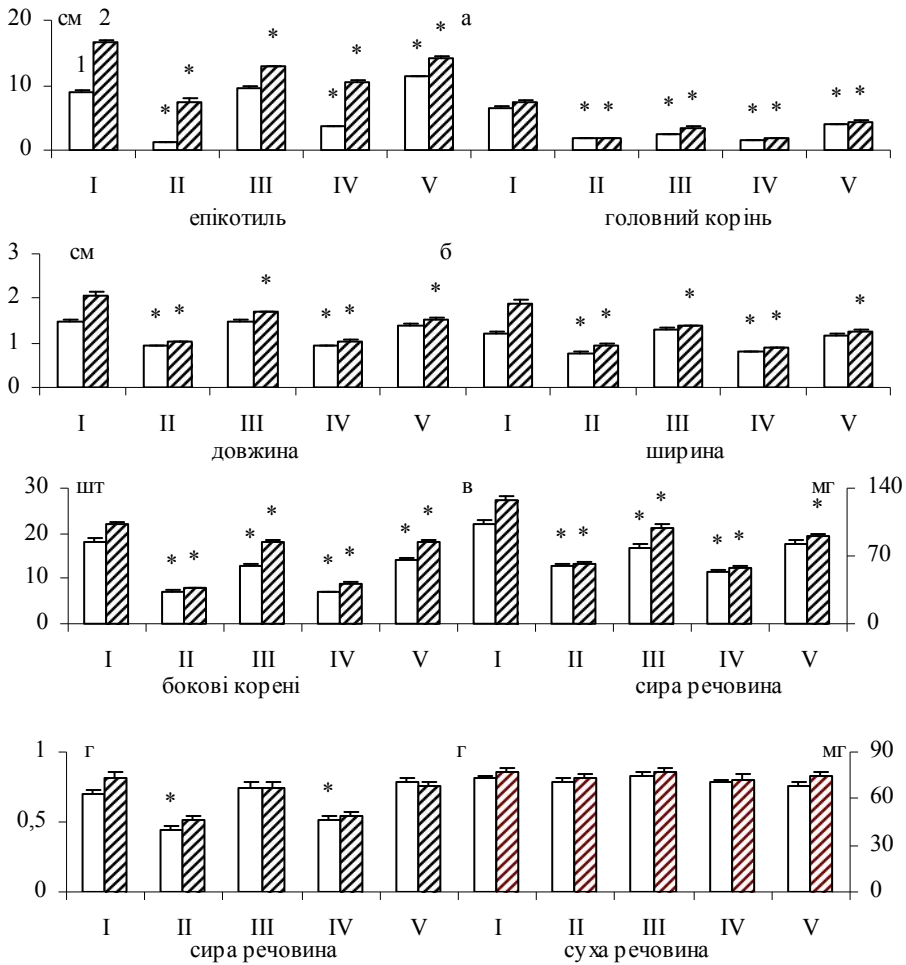 20 см 2 а
1
10
0
I II III IV V I II III IV V
епікотиль головний корінь
* * * * * * * * * * * * * * *
3 см б
2
1
0
I II III IV V I II III IV V
довжина ширина
* * * * * * * * * * * *
30 шт в мг 140
20
10 70
0 0
I II III IV V I II III IV V
бокові корені сира речовина
* * * * * * * * * * * * * * *
1 г г мг 90
60
0,5
30
0 0
I II III IV V I II III IV V
сира речовина суха речовина
* *